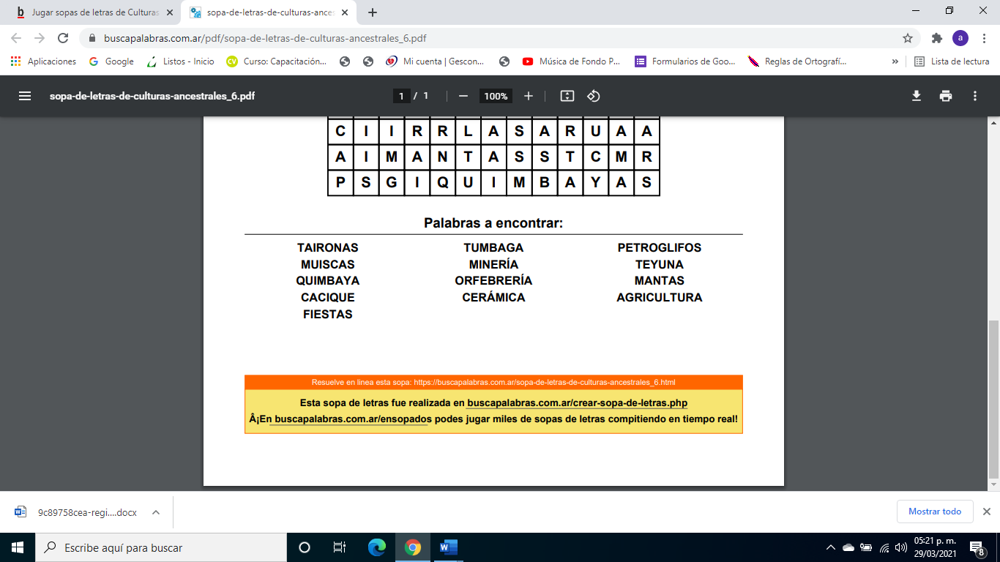 Jugar sopas de letras de Culturas
sopa-de-letras-de-culturas-ances
buscapalabras.com.ar/pdf/sopa-de-letras-de-culturas-ancestrales_6.pdf
a
Aplicaciones
Google
Listos - Inicio
CV
Curso: Capacitación...
Mi cuenta | Gescon...
Música de Fondo P...
Formularios de Goo...
Reglas de Ortografí...
»
Lista de lectura
sopa-de-letras-de-culturas-ancestrales_6.pdf
1 / 1
100%
C I I R R L A S A R U A A
A I M A N T A S S T C M R
P S G I Q U I M B A Y A S
Palabras a encontrar:
TAIRONAS TUMBAGA PETROGLIFOS
MUISCAS MINERÍA TEYUNA
QUIMBAYA ORFEBRERÍA MANTAS
CACIQUE CERÁMICA AGRICULTURA
FIESTAS
Resuelve en linea esta sopa: https://buscapalabras.com.ar/sopa-de-letras-de-culturas-ancestrales_6.html
Esta sopa de letras fue realizada en buscapalabras.com.ar/crear-sopa-de-letras.php
Â¡En buscapalabras.com.ar/ensopados podes jugar miles de sopas de letras compitiendo en tiempo real!
9c89758cea-regi....docx
Mostrar todo
Escribe aquí para buscar
05:21 p. m.
29/03/2021
8